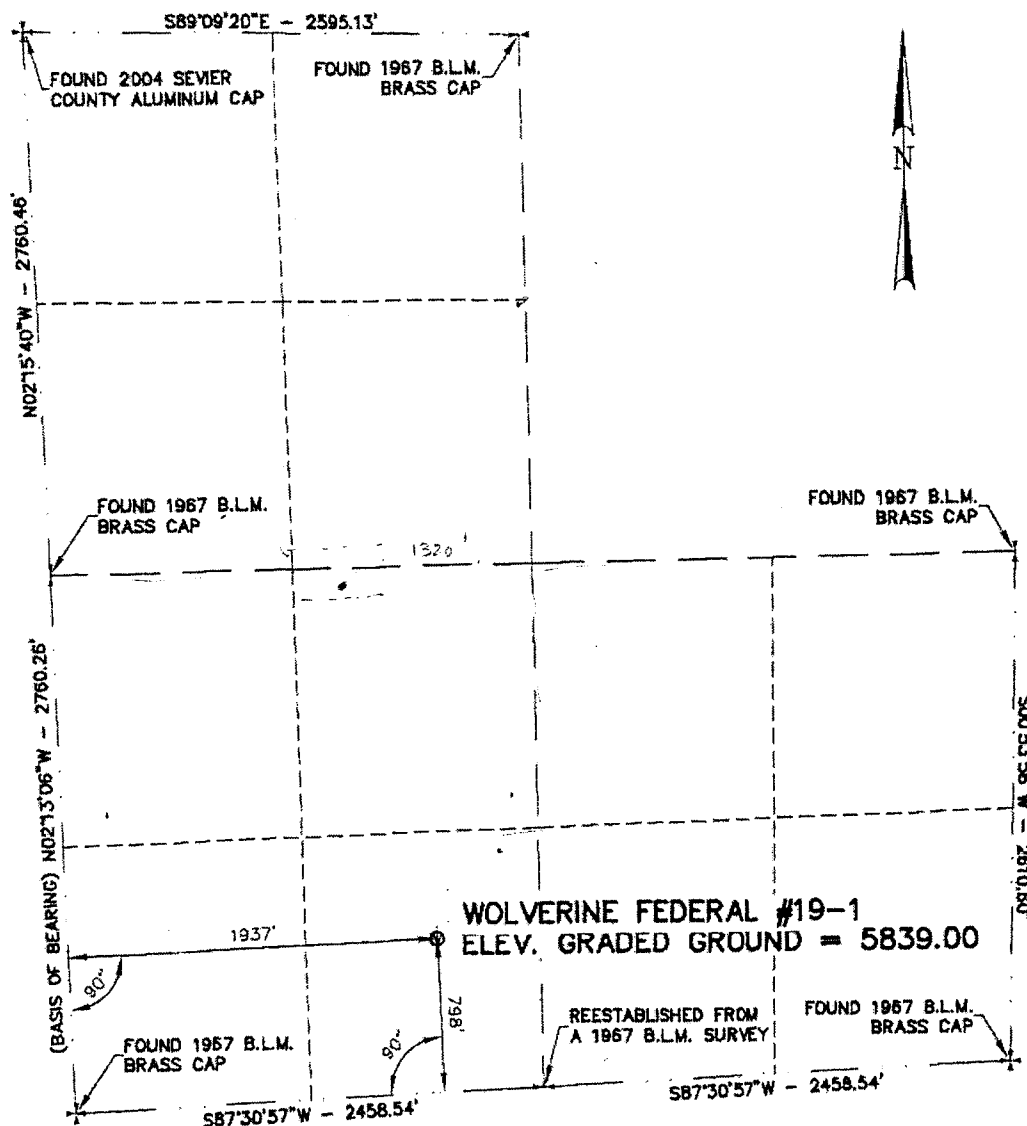 S89°09'20"E - 2595.13'
FOUND 2004 SEVIER
COUNTY ALUMINUM CAP
FOUND 1967 B.L.M.
BRASS CAP
N
N02°15'40"W - 2760.46'
FOUND 1967 B.L.M.
BRASS CAP
FOUND 1967 B.L.M.
BRASS CAP
1320'
(BASIS OF BEARING) N02°13'06"W - 2760.26'
WOLVERINE FEDERAL #19-1
ELEV. GRADED GROUND = 5839.00
1937'
90°
798'
90°
REESTABLISHED FROM
A 1967 B.L.M. SURVEY
FOUND 1967 B.L.M.
BRASS CAP
FOUND 1967 B.L.M.
BRASS CAP
S87°30'57"W - 2458.54'
S87°30'57"W - 2458.54'